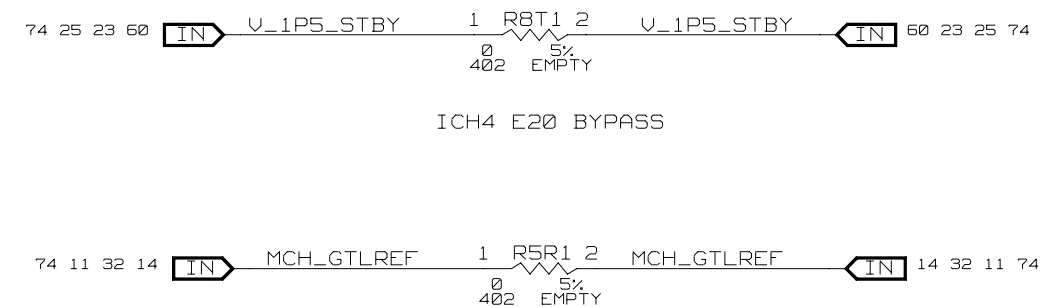 74 25 23 60 IN V_1P5_STBY 1 R8T1 2 V_1P5_STBY IN 60 23 25 74
0 5%
402 EMPTY
ICH4 E20 BYPASS
74 11 32 14 IN MCH_GTLREF 1 R5R1 2 MCH_GTLREF IN 14 32 11 74
0 5%
402 EMPTY